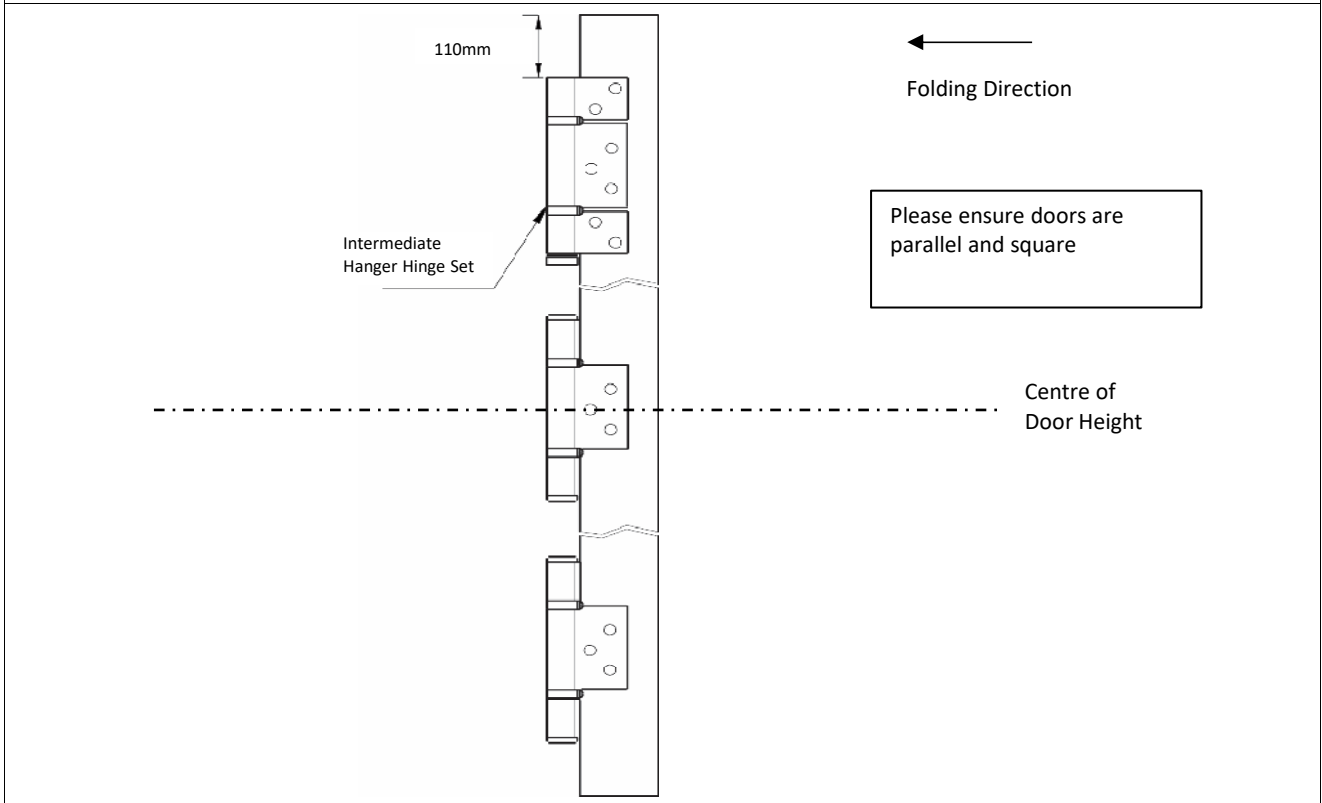 110mm
Folding Direction
Please ensure doors are
parallel and square
Intermediate
Hanger Hinge Set
Centre of
Door Height